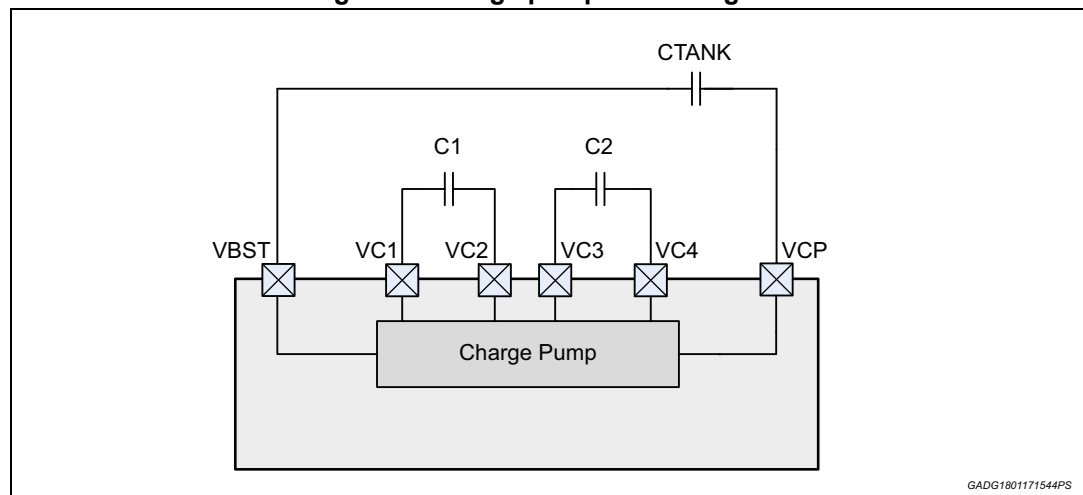 CTANK
C1 C2
VBST VC1 VC2 VC3 VC4 VCP
Charge Pump
GADG1801171544PS